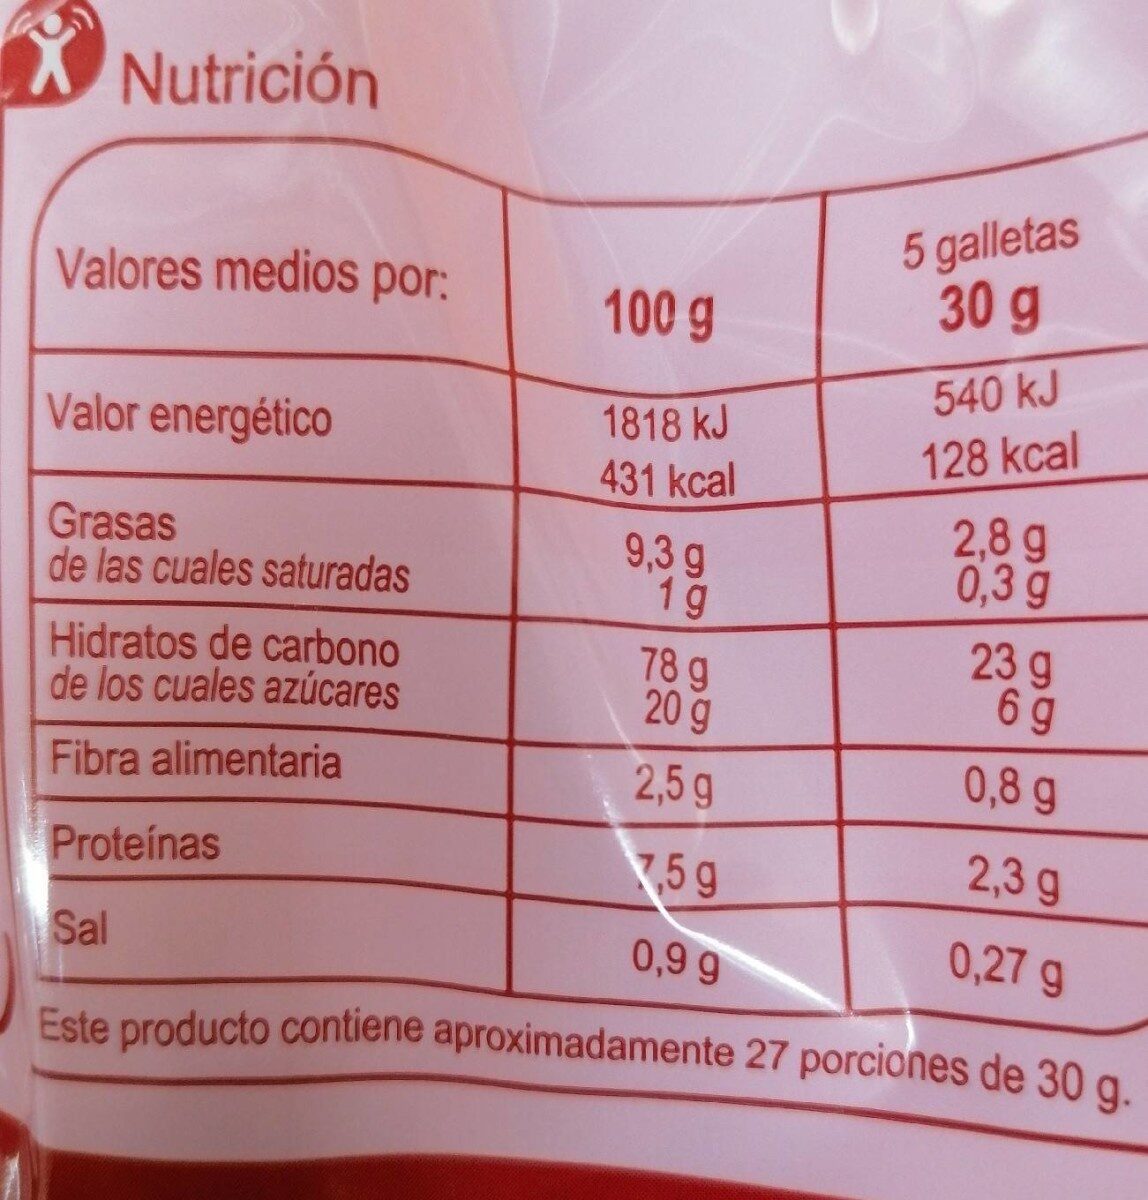 Nutrición
Valores medios por:
100 g
5 galletas
30 g
Valor energético
1818 kJ
540 kJ
431 kcal
128 kcal
Grasas
9,3 g
2,8 g
de las cuales saturadas
1 g
0,3 g
Hidratos de carbono
78 g
23 g
de los cuales azúcares
20 g
6 g
Fibra alimentaria
2,5 g
0,8 g
Proteínas
7,5 g
2,3 g
Sal
0,9 g
0,27 g
Este producto contiene aproximadamente 27 porciones de 30 g.